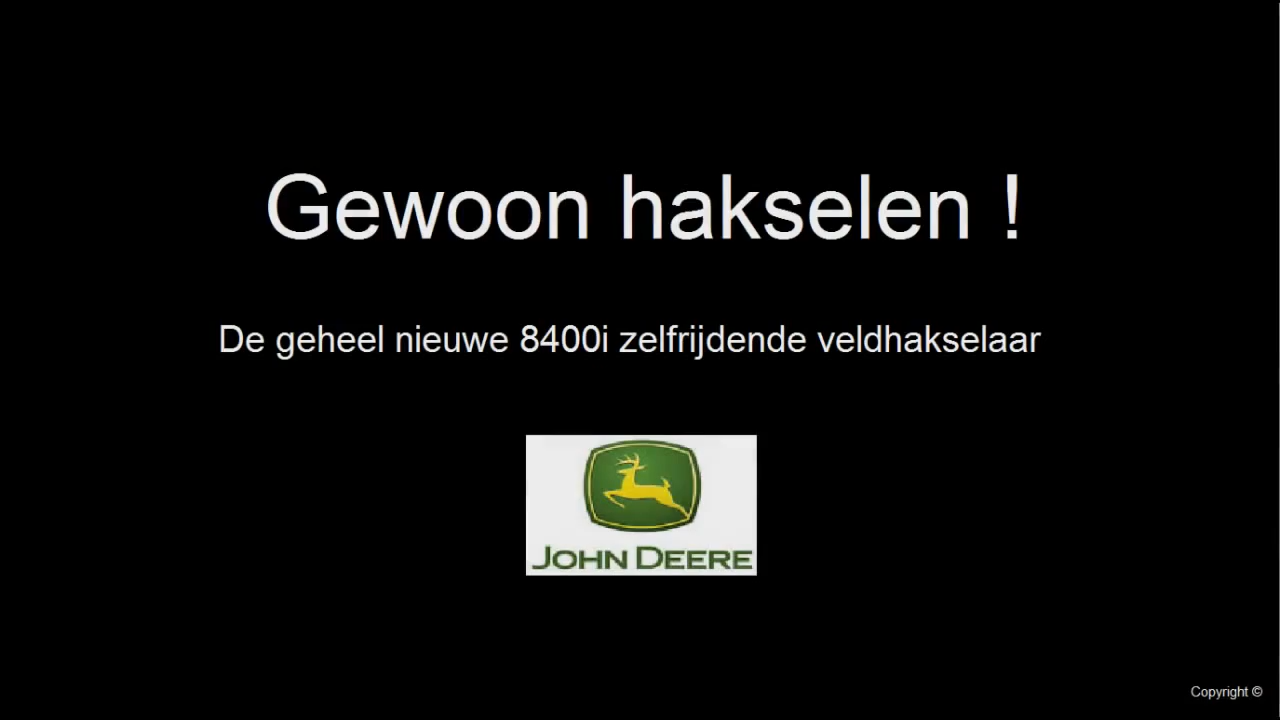 Gewoon hakselen !
De geheel nieuwe 8400i zelfrijdende veldhakselaar
JOHN DEERE
Copyright ©